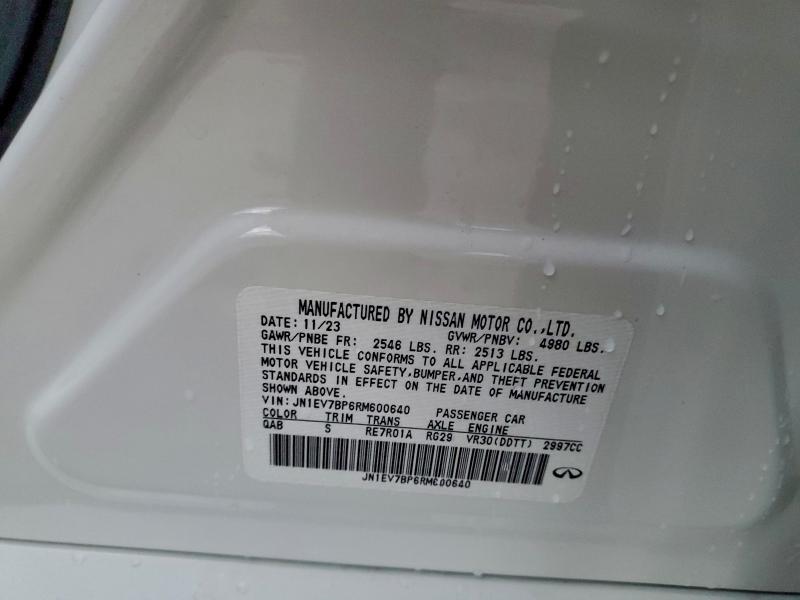 MANUFACTURED BY NISSAN MOTOR CO.,LTD.
DATE: 11/23 GVWR/PNBV: 4980 LBS.
GAWR/PNBE FR: 2546 LBS. RR: 2513 LBS.
THIS VEHICLE CONFORMS TO ALL APPLICABLE FEDERAL
MOTOR VEHICLE SAFETY,BUMPER,AND THEFT PREVENTION
STANDARDS IN EFFECT ON THE DATE OF MANUFACTURE
SHOWN ABOVE.
VIN: JN1EV7BP6RM600640 PASSENGER CAR
COLOR TRIM TRANS AXLE ENGINE
QAB S RE7R01A RG29 VR30(DDTT) 2997CC
JN1EV7BP6RM600640